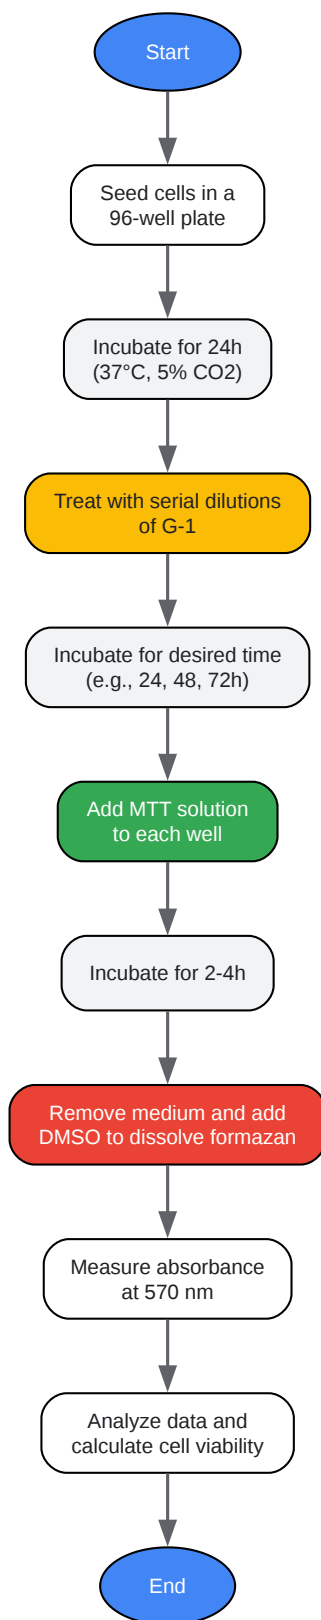 Start
Seed cells in a
96-well plate
Incubate for 24h
(37°C, 5% CO2)
Treat with serial dilutions
of G-1
Incubate for desired time
(e.g., 24, 48, 72h)
Add MTT solution
to each well
Incubate for 2-4h
Remove medium and add
DMSO to dissolve formazan
Measure absorbance
at 570 nm
Analyze data and
calculate cell viability
End